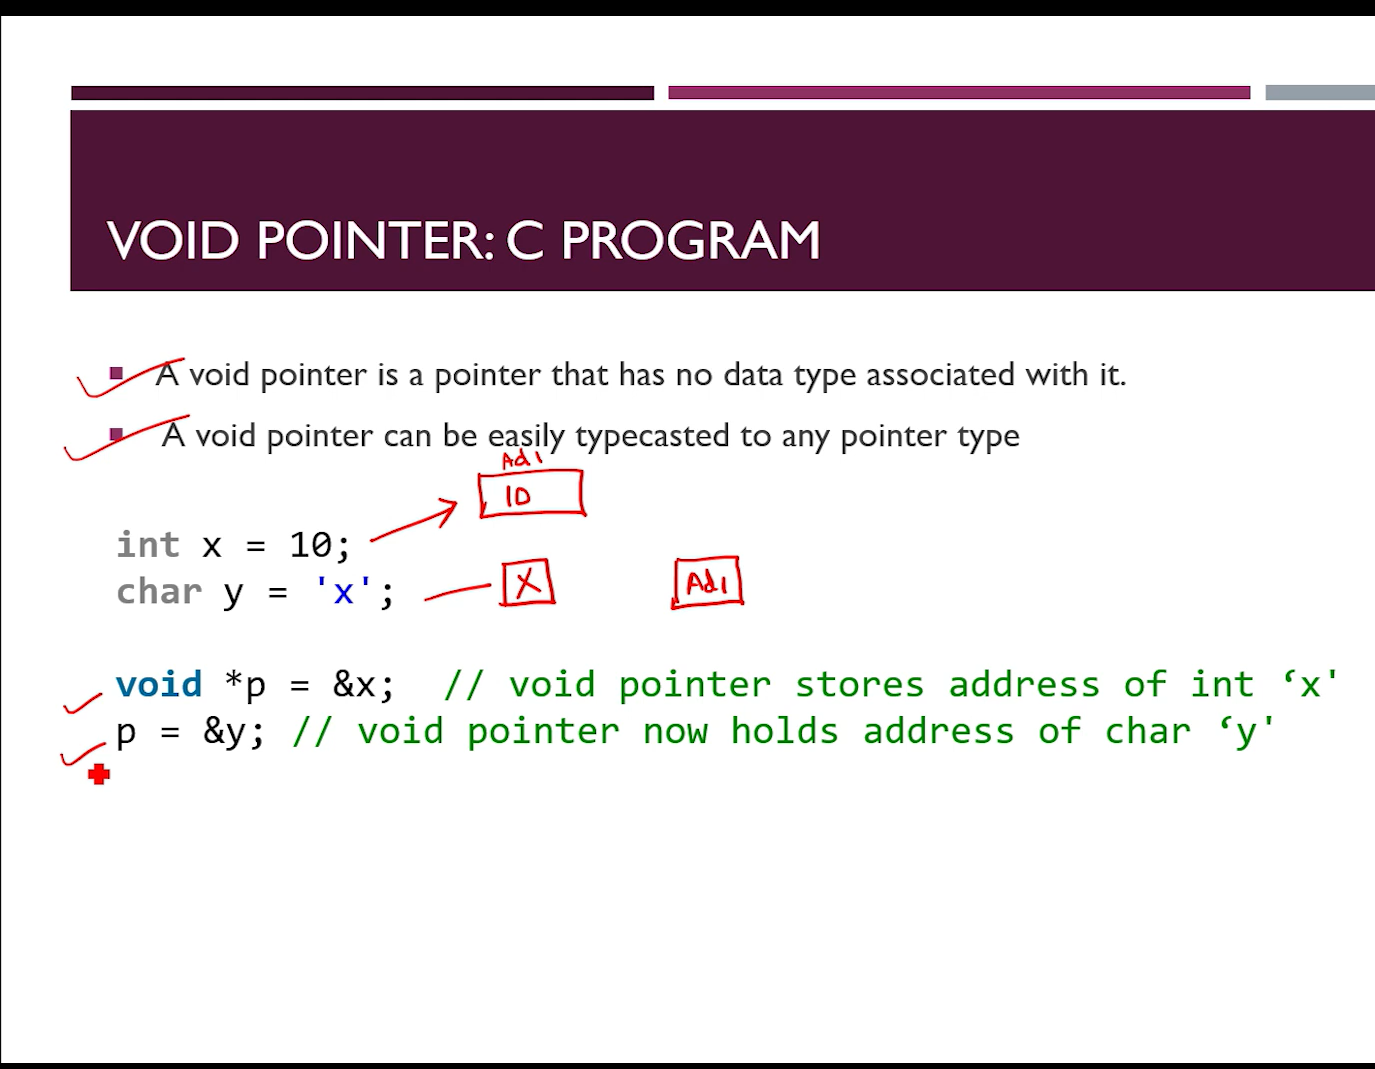 VOID POINTER: C PROGRAM
A void pointer is a pointer that has no data type associated with it.
A void pointer can be easily typecasted to any pointer type
Ad1
10
int x = 10;
char y = 'x';
X
Ad1
void *p = &x; // void pointer stores address of int ‘x'
p = &y; // void pointer now holds address of char ‘y'